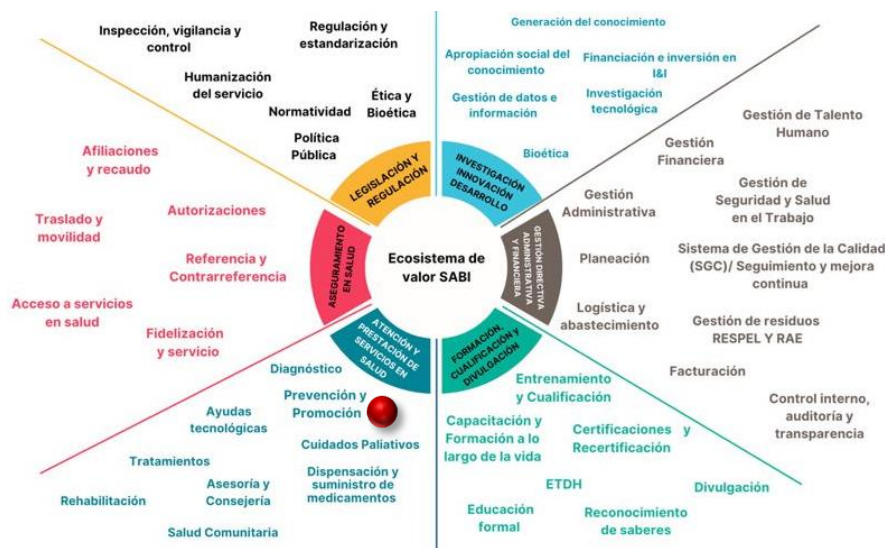 Inspección, vigilancia y
control
Regulación y
estandarización
Humanización
del servicio
Normatividad
Ética y
Bioética
Política
Pública
LEGISLACIÓN Y
REGULACIÓN
Generación del conocimiento
Apropiación social del
conocimiento
Financiación e inversión en
I&I
Gestión de datos e
información
Investigación
tecnológica
Bioética
INVESTIGACIÓN
INNOVACIÓN
DESARROLLO
Gestión de Talento
Humano
Gestión
Financiera
Gestión
Administrativa
Gestión de
Seguridad y Salud
en el Trabajo
Planeación
Sistema de Gestión de la Calidad
(SGC)/ Seguimiento y mejora
continua
Logística y
abastecimiento
Gestión de residuos
RESPEL Y RAE
Facturación
Control interno,
auditoría y
transparencia
GESTIÓN DIRECTIVA
ADMINISTRATIVA
Y FINANCIERA
Afiliaciones
y recaudo
Autorizaciones
Traslado y
movilidad
Referencia y
Contrarreferencia
Acceso a servicios
en salud
Fidelización
y servicio
ASEGURAMIENTO
EN SALUD
Ecosistema de
valor SABI
ATENCIÓN Y
PRESTACIÓN DE
SERVICIOS EN
SALUD
Diagnóstico
Prevención y
Promoción
Ayudas
tecnológicas
Cuidados Paliativos
Tratamientos
Dispensación y
suministro de
medicamentos
Rehabilitación
Asesoría y
Consejería
Salud Comunitaria
FORMACIÓN,
CUALIFICACIÓN y
DIVULGACIÓN
Entrenamiento
y Cualificación
Capacitación y
Formación a lo
largo de la vida
Certificaciones y
Recertificación
ETDH
Divulgación
Educación
formal
Reconocimiento
de saberes